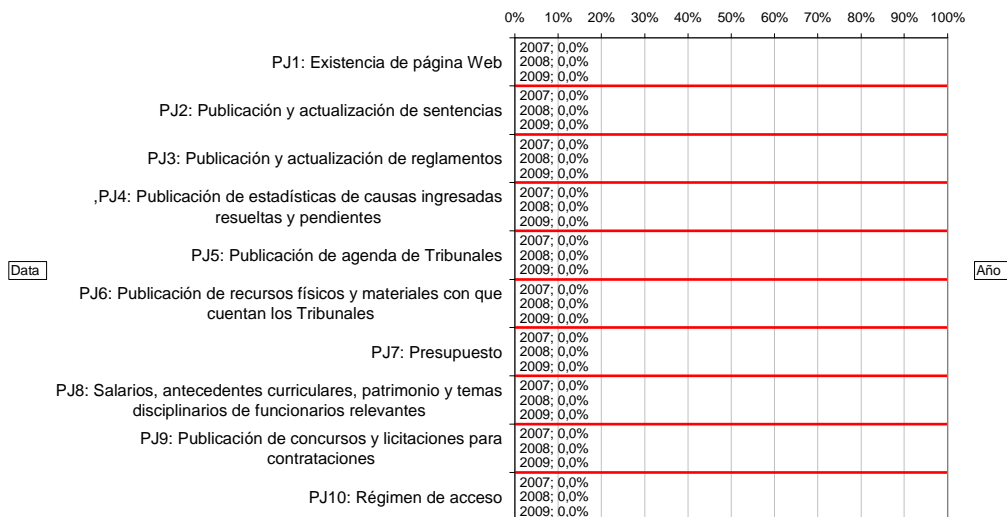 0% 10% 20% 30% 40% 50% 60% 70% 80% 90% 100%
PJ1: Existencia de página Web
2007; 0,0%
2008; 0,0%
2009; 0,0%
PJ2: Publicación y actualización de sentencias
2007; 0,0%
2008; 0,0%
2009; 0,0%
PJ3: Publicación y actualización de reglamentos
2007; 0,0%
2008; 0,0%
2009; 0,0%
,PJ4: Publicación de estadísticas de causas ingresadas
resueltas y pendientes
2007; 0,0%
2008; 0,0%
2009; 0,0%
PJ5: Publicación de agenda de Tribunales
2007; 0,0%
2008; 0,0%
2009; 0,0%
Data
Año
PJ6: Publicación de recursos físicos y materiales con que
cuentan los Tribunales
2007; 0,0%
2008; 0,0%
2009; 0,0%
PJ7: Presupuesto
2007; 0,0%
2008; 0,0%
2009; 0,0%
PJ8: Salarios, antecedentes curriculares, patrimonio y temas
disciplinarios de funcionarios relevantes
2007; 0,0%
2008; 0,0%
2009; 0,0%
PJ9: Publicación de concursos y licitaciones para
contrataciones
2007; 0,0%
2008; 0,0%
2009; 0,0%
PJ10: Régimen de acceso
2007; 0,0%
2008; 0,0%
2009; 0,0%